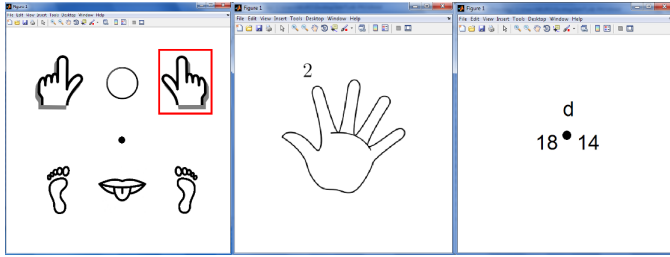 Figure 1
File Edit View Insert Tools Desktop Window Help
Figure 1
File Edit View Insert Tools Desktop Window Help
2
Figure 1
File Edit View Insert Tools Desktop Window Help
d
18 14